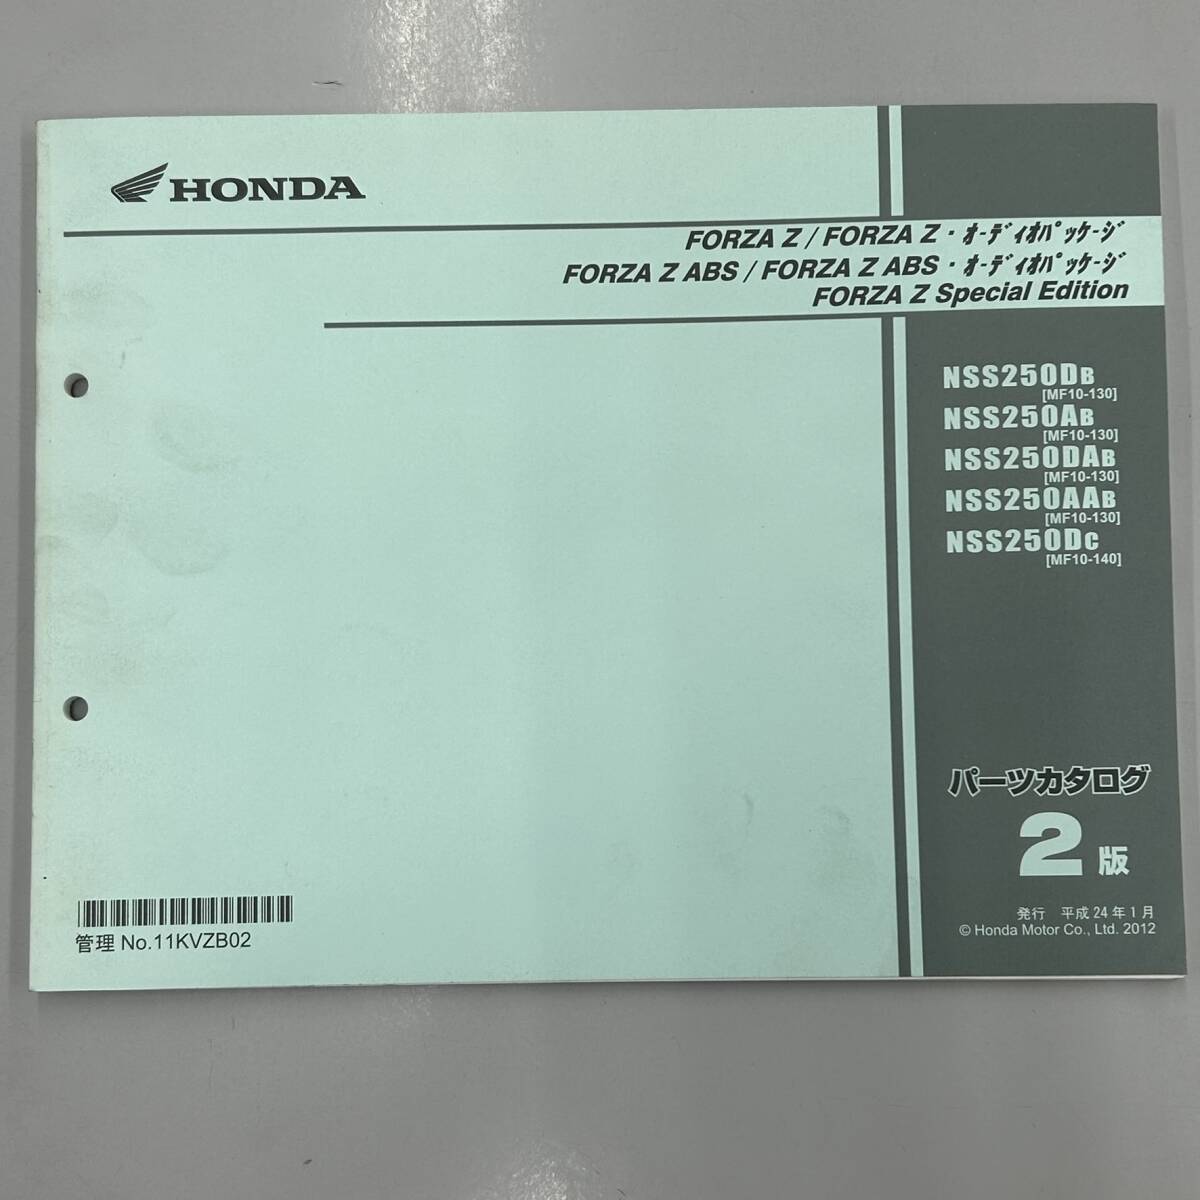 HONDA
FORZA Z / FORZA Z・ｵｰﾃﾞｨｵﾊﾟｯｹｰｼﾞ
FORZA Z ABS / FORZA Z ABS・ｵｰﾃﾞｨｵﾊﾟｯｹｰｼﾞ
FORZA Z Special Edition
NSS250DB
[MF10-130]
NSS250AB
[MF10-130]
NSS250DAB
[MF10-130]
NSS250AAB
[MF10-130]
NSS250DC
[MF10-140]
パーツカタログ
2版
発行 平成24年1月
© Honda Motor Co., Ltd. 2012
管理 No.11KVZB02